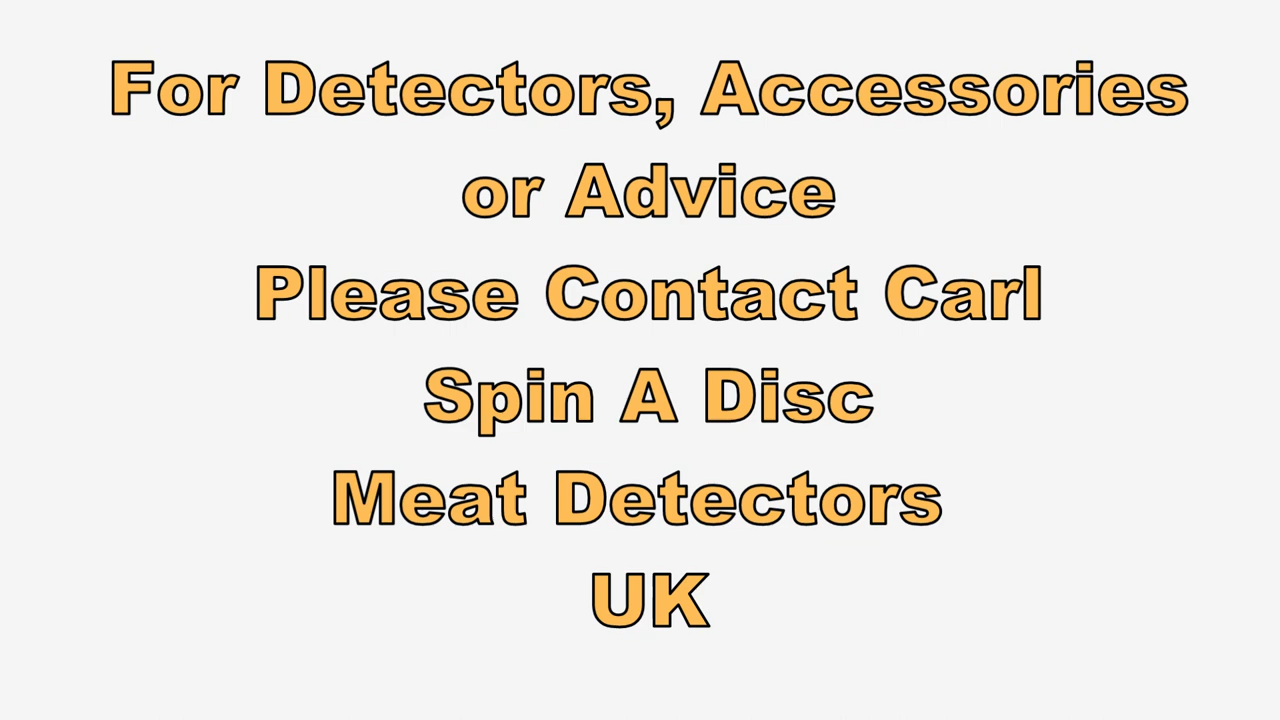 For Detectors, Accessories
or Advice
Please Contact Carl
Spin A Disc
Meat Detectors
UK